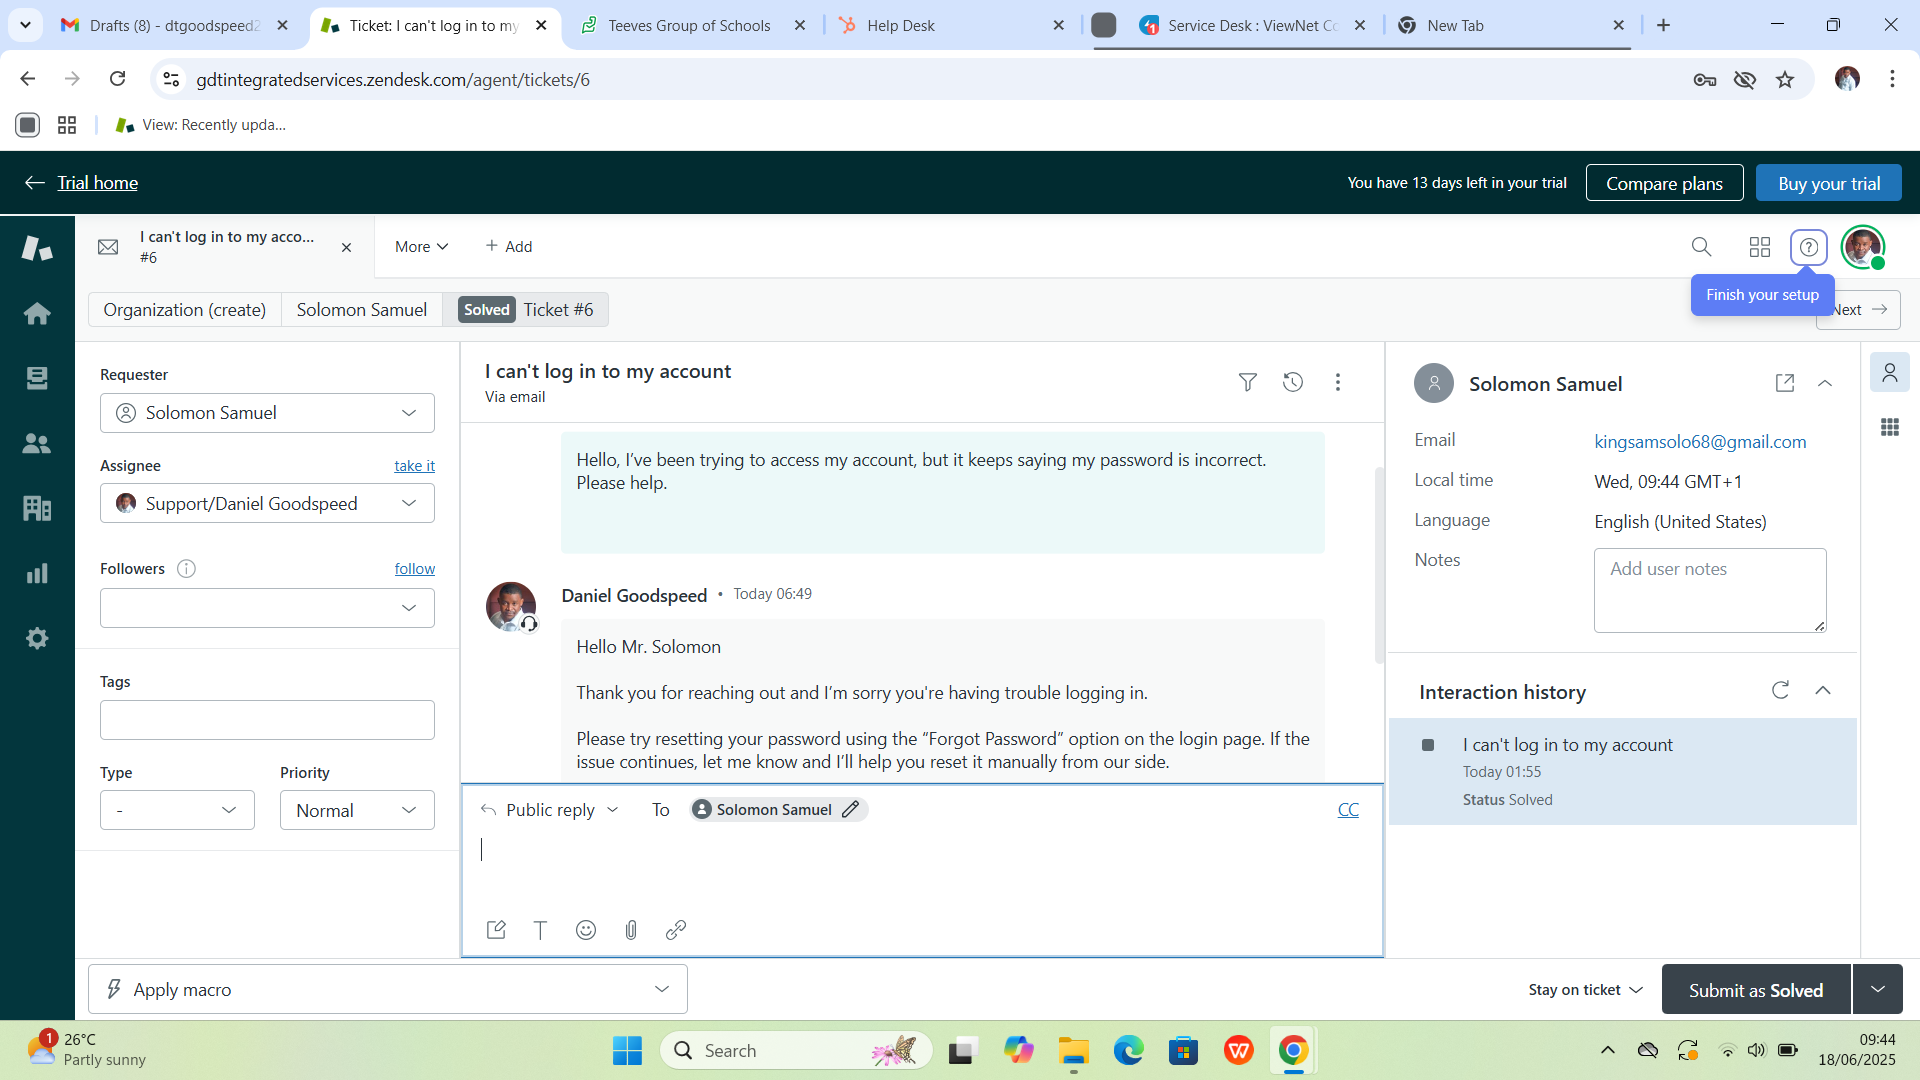 Drafts (8) - dtgoodspeed2
Ticket: I can't log in to my
Teeves Group of Schools
Help Desk
Service Desk : ViewNet Co
New Tab
gdtintegratedservices.zendesk.com/agent/tickets/6
View: Recently upda...
Trial home
You have 13 days left in your trial
Compare plans
Buy your trial
I can't log in to my acco...
#6
More
+ Add
Finish your setup
Organization (create)
Solomon Samuel
Solved Ticket #6
Next
Requester
Solomon Samuel
Assignee
take it
Support/Daniel Goodspeed
Followers
follow
Tags
Type
Priority
-
Normal
I can't log in to my account
Via email
Hello, I've been trying to access my account, but it keeps saying my password is incorrect.
Please help.
Daniel Goodspeed • Today 06:49
Hello Mr. Solomon
Thank you for reaching out and I'm sorry you're having trouble logging in.
Please try resetting your password using the “Forgot Password” option on the login page. If the
issue continues, let me know and I'll help you reset it manually from our side.
Public reply
To
Solomon Samuel
CC
Solomon Samuel
Email
kingsamsolo68@gmail.com
Local time
Wed, 09:44 GMT+1
Language
English (United States)
Notes
Add user notes
Interaction history
I can't log in to my account
Today 01:55
Status Solved
Apply macro
Stay on ticket
Submit as Solved
1
26°C
Partly sunny
Search
09:44
18/06/2025